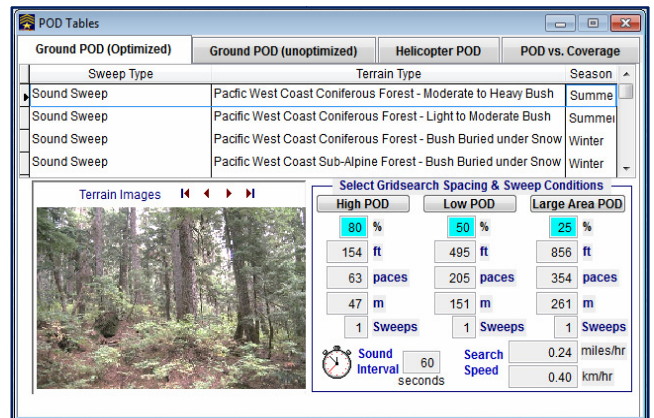 POD Tables
Ground POD (Optimized) Ground POD (unoptimized) Helicopter POD POD vs. Coverage
Sweep Type Terrain Type Season
Sound Sweep Pacfic West Coast Coniferous Forest - Moderate to Heavy Bush Summe
Sound Sweep Pacific West Coast Coniferous Forest - Light to Moderate Bush Summer
Sound Sweep Pacific West Coast Coniferous Forest - Bush Buried under Snow Winter
Sound Sweep Pacific West Coast Sub-Alpine Forest - Bush Buried under Snow Winter
Terrain Images
Select Gridsearch Spacing & Sweep Conditions
High POD Low POD Large Area POD
80 % 50 % 25 %
154 ft 495 ft 856 ft
63 paces 205 paces 354 paces
47 m 151 m 261 m
1 Sweeps 1 Sweeps 1 Sweeps
Sound Interval 60 seconds
Search Speed 0.24 miles/hr
0.40 km/hr